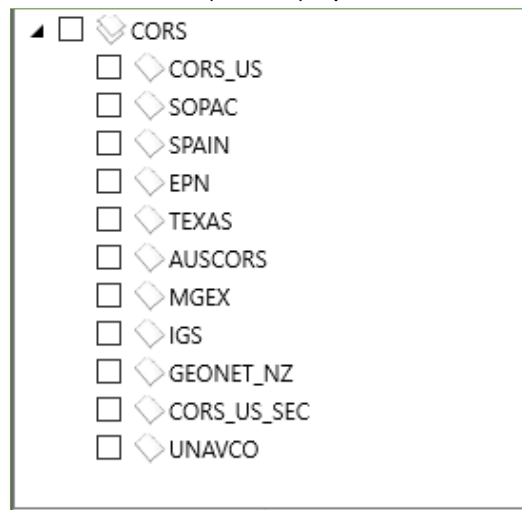 CORS
CORS_US
SOPAC
SPAIN
EPN
TEXAS
AUSCORS
MGEX
IGS
GEONET_NZ
CORS_US_SEC
UNAVCO